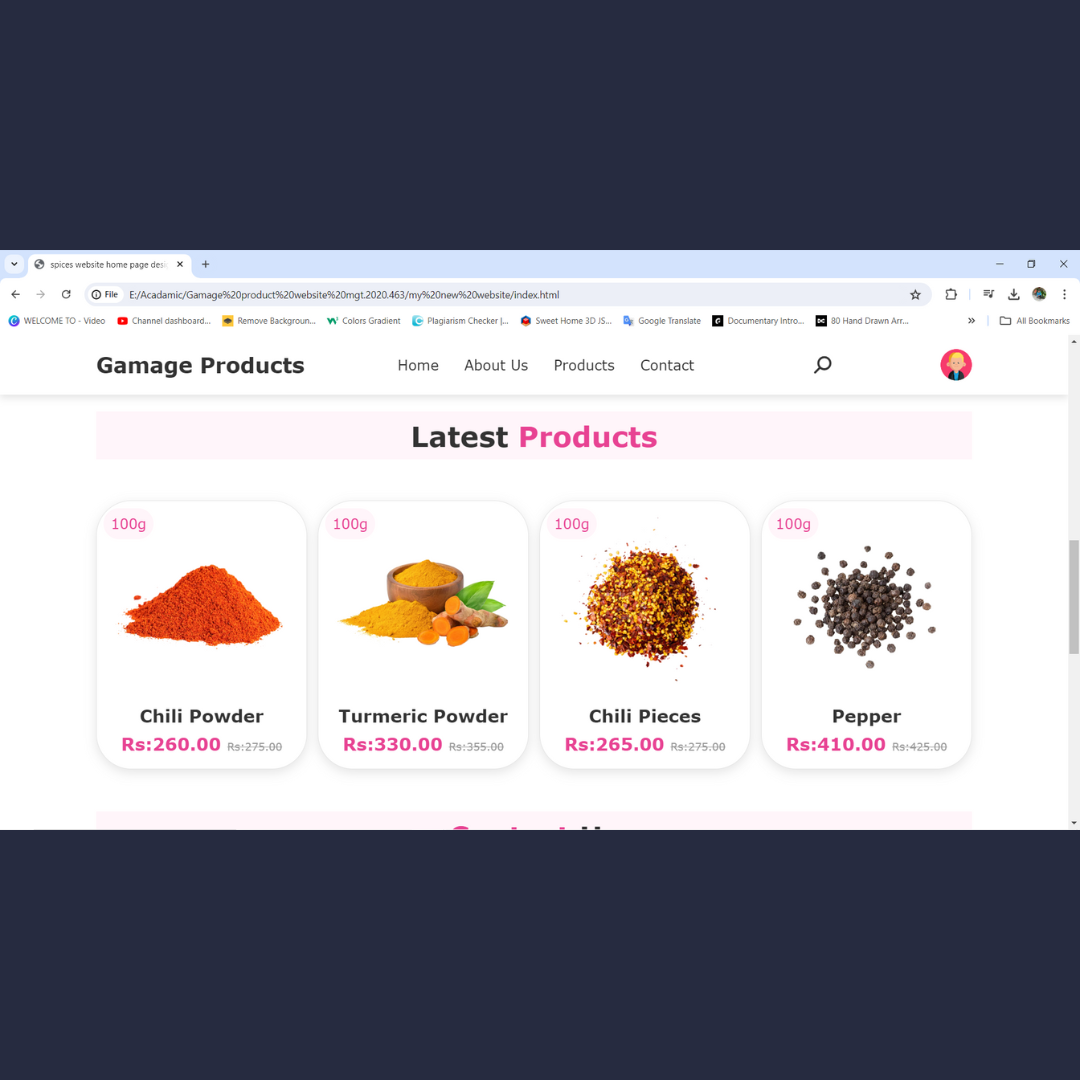 spices website home page desi
File E:/Acadamic/Gamage%20product%20website%20mgt.2020.463/my%20new%20website/index.html
WELCOME TO - Video Channel dashboard... Remove Backgroun... Colors Gradient Plagiarism Checker |... Sweet Home 3D JS... Google Translate Documentary Intro... 80 Hand Drawn Arr... » All Bookmarks
Gamage Products Home About Us Products Contact
Latest Products
100g 100g 100g 100g
Chili Powder Turmeric Powder Chili Pieces Pepper
Rs:260.00 Rs:275.00 Rs:330.00 Rs:355.00 Rs:265.00 Rs:275.00 Rs:410.00 Rs:425.00